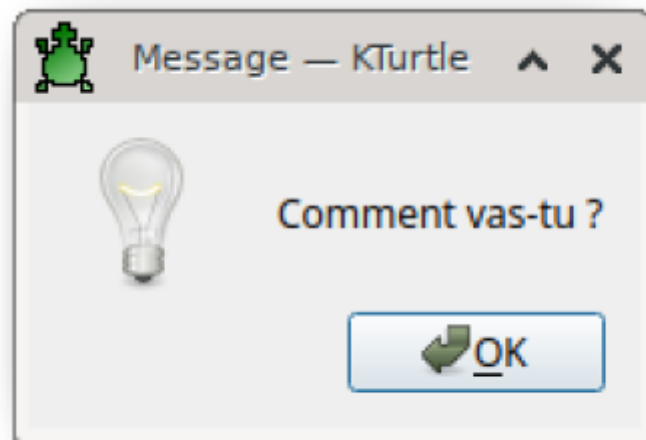 Message — KTurtle
Comment vas-tu ?
OK